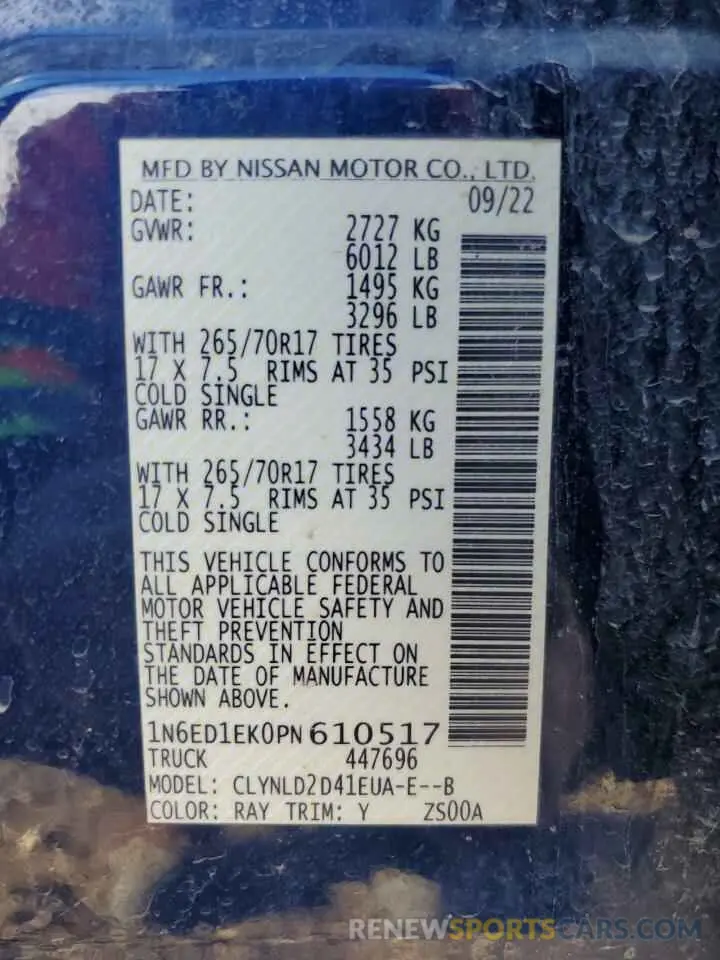 MFD BY NISSAN MOTOR CO., LTD.
DATE: 09/22
GVWR: 2727 KG
6012 LB
GAWR FR.: 1495 KG
3296 LB
WITH 265/70R17 TIRES
17 X 7.5 RIMS AT 35 PSI
COLD SINGLE
GAWR RR.: 1558 KG
3434 LB
WITH 265/70R17 TIRES
17 X 7.5 RIMS AT 35 PSI
COLD SINGLE
THIS VEHICLE CONFORMS TO
ALL APPLICABLE FEDERAL
MOTOR VEHICLE SAFETY AND
THEFT PREVENTION
STANDARDS IN EFFECT ON
THE DATE OF MANUFACTURE
SHOWN ABOVE.
1N6ED1EK0PN610517
TRUCK 447696
MODEL: CLYNLD2D41EUA-E--B
COLOR: RAY TRIM: Y ZS00A
RENEWSPORTSCARS.COM